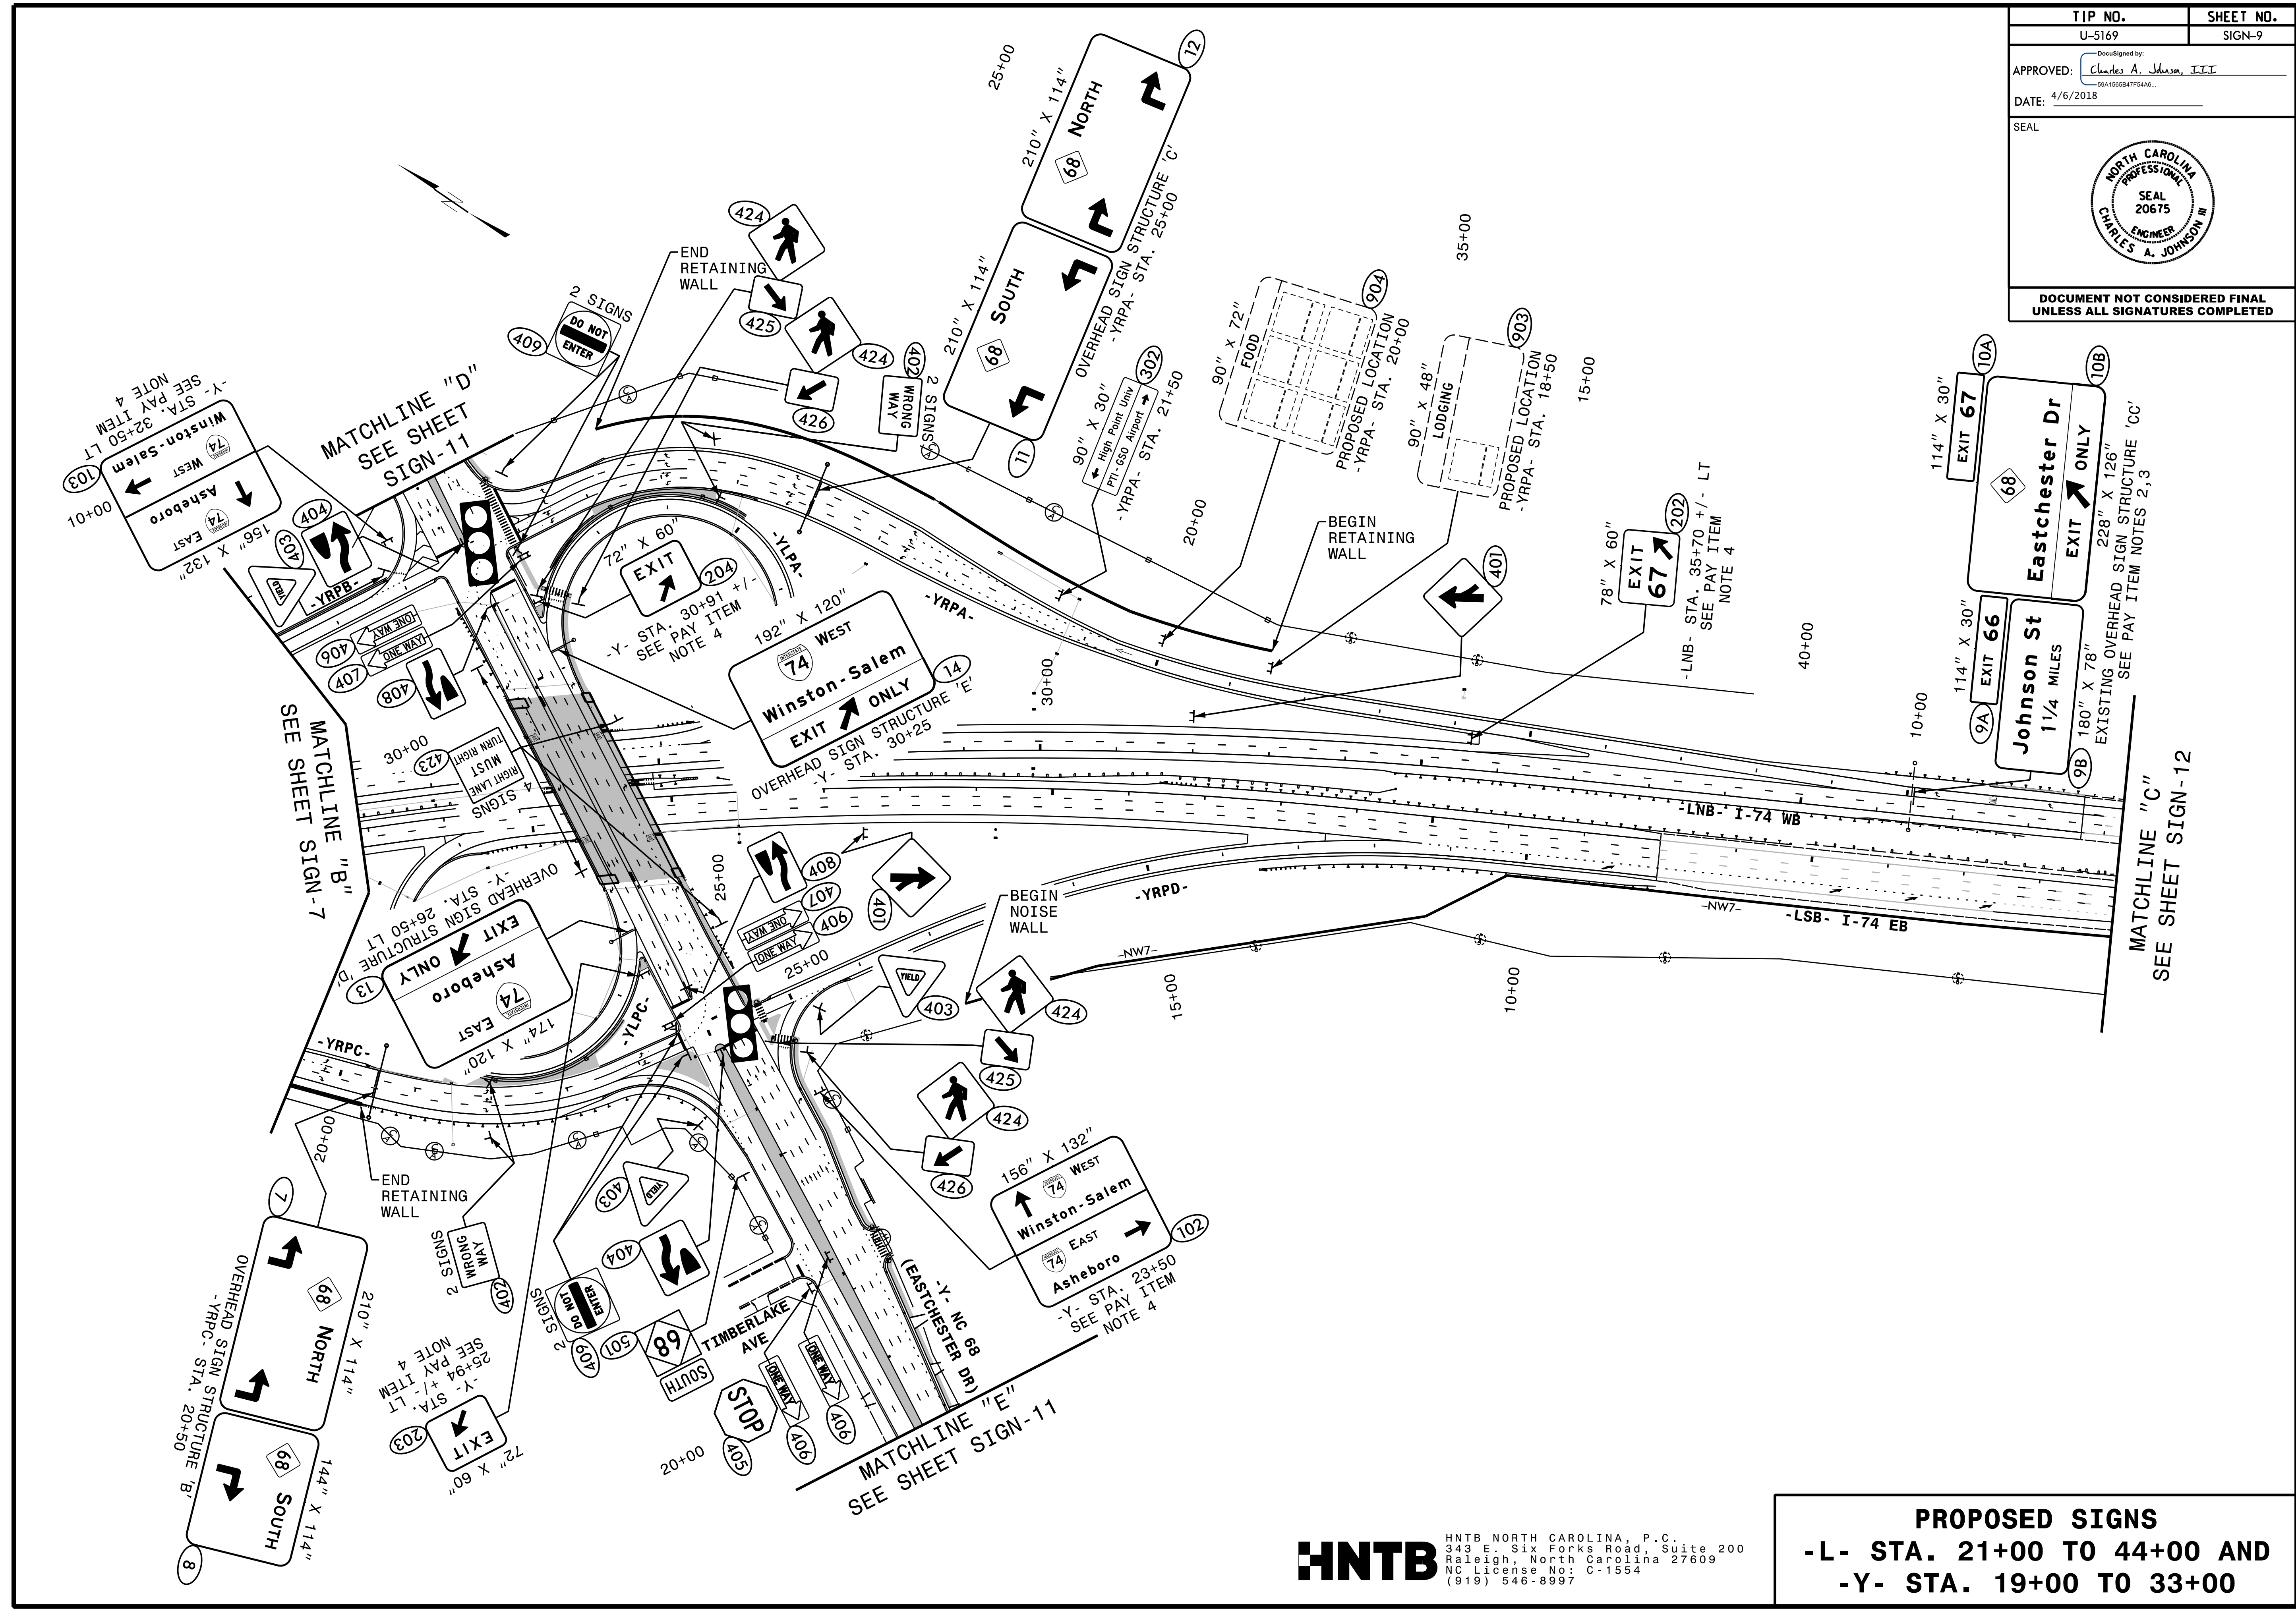 TIP NO.
SHEET NO.
U–5169
SIGN–9
DocuSigned by:
APPROVED: Charles A. Johnson, III
59A1565B47F54A6...
DATE: 4/6/2018
SEAL
NORTH CAROLINA
PROFESSIONAL
SEAL
20675
ENGINEER
CHARLES A. JOHNSON III
DOCUMENT NOT CONSIDERED FINAL
UNLESS ALL SIGNATURES COMPLETED
25+00
12
210" X 114"
NORTH
68
210" X 114"
SOUTH
68
11
OVERHEAD SIGN STRUCTURE 'C'
-YRPA- STA. 25+00
424
END
RETAINING
WALL
425
424
426
2 SIGNS
DO NOT
ENTER
409
402
WRONG
WAY
2 SIGNS
90" X 30"
High Point Univ
PTI-GSO Airport
302
-YRPA- STA. 21+50
90" X 72"
FOOD
904
PROPOSED LOCATION
-YRPA- STA. 20+00
35+00
90" X 48"
LODGING
903
PROPOSED LOCATION
-YRPA- STA. 18+50
15+00
20+00
BEGIN
RETAINING
WALL
401
78" X 60"
EXIT
67
202
-LNB- STA. 35+70 +/- LT
SEE PAY ITEM
NOTE 4
40+00
10+00
114" X 30"
EXIT 67
10A
68
Eastchester Dr
EXIT ONLY
10B
228" X 126"
114" X 30"
EXIT 66
9A
Johnson St
1 1/4 MILES
9B
180" X 78"
EXISTING OVERHEAD SIGN STRUCTURE 'CC'
SEE PAY ITEM NOTES 2,3
MATCHLINE "C"
SEE SHEET SIGN-12
MATCHLINE "D"
SEE SHEET
SIGN-11
-Y- STA. 32+50 LT
SEE PAY ITEM
NOTE 4
103
WEST
74
Winston-Salem
EAST
74
Asheboro
156" X 132"
10+00
404
403
YIELD
-YRPB-
406
ONE WAY
407
ONE WAY
408
72" X 60"
EXIT
204
-Y- STA. 30+91 +/-
SEE PAY ITEM
NOTE 4
-YLPA-
-YRPA-
192" X 120"
INTERSTATE
74
WEST
Winston-Salem
EXIT ONLY
14
OVERHEAD SIGN STRUCTURE 'E'
-Y- STA. 30+25
30+00
MATCHLINE "B"
SEE SHEET SIGN-7
30+00
423
RIGHT LANE
MUST
TURN RIGHT
4 SIGNS
25+00
-LNB- I-74 WB
-LSB- I-74 EB
–NW7–
-YRPD-
408
407
ONE WAY
406
ONE WAY
401
25+00
BEGIN
NOISE
WALL
–NW7–
15+00
10+00
YIELD
403
424
425
424
426
OVERHEAD SIGN STRUCTURE 'D'
-Y- STA. 26+50 LT
13
EAST
INTERSTATE
74
Asheboro
EXIT ONLY
174" X 120"
-YLPC-
-YRPC-
20+00
END
RETAINING
WALL
7
NORTH
68
210" X 114"
8
SOUTH
68
144" X 114"
OVERHEAD SIGN STRUCTURE 'B'
-YRPC- STA. 20+50
2 SIGNS
WRONG
WAY
402
-Y- STA.
25+94 +/- LT
SEE PAY ITEM
NOTE 4
203
EXIT
72" X 60"
403
YIELD
404
2 SIGNS
DO NOT
ENTER
409
501
68
SOUTH
TIMBERLAKE
AVE
STOP
405
ONE WAY
406
ONE WAY
406
20+00
-Y- NC 68
(EASTCHESTER DR)
156" X 132"
74
WEST
Winston-Salem
74
EAST
Asheboro
102
-Y- STA. 23+50
SEE PAY ITEM
NOTE 4
MATCHLINE "E"
SEE SHEET SIGN-11
HNTB
HNTB NORTH CAROLINA, P.C.
343 E. Six Forks Road, Suite 200
Raleigh, North Carolina 27609
NC License No: C-1554
(919) 546-8997
PROPOSED SIGNS
-L- STA. 21+00 TO 44+00 AND
-Y- STA. 19+00 TO 33+00